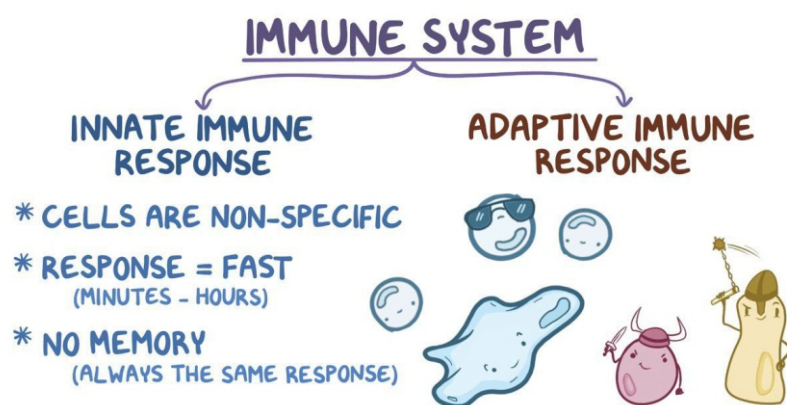 IMMUNE SYSTEM
INNATE IMMUNE
RESPONSE
* CELLS ARE NON-SPECIFIC
* RESPONSE = FAST
(MINUTES - HOURS)
* NO MEMORY
(ALWAYS THE SAME RESPONSE)
ADAPTIVE IMMUNE
RESPONSE